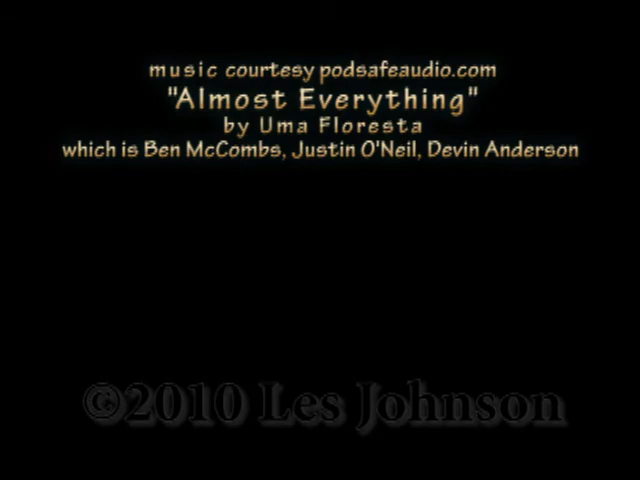 music courtesy podsafeaudio.com
"Almost Everything"
by Uma Floresta
which is Ben McCombs, Justin O'Neil, Devin Anderson
©2010 Les Johnson